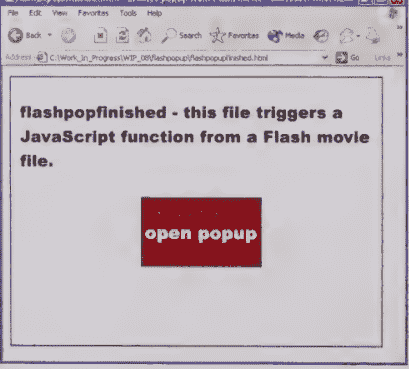 File Edit View Favorites Tools Help
Back Search Favorites Media
Address C:\Work_In_Progress\WIP_08\flashpopup\flashpopfinished.html Go Links
flashpopfinished - this file triggers a
JavaScript function from a Flash movie
file.
open popup